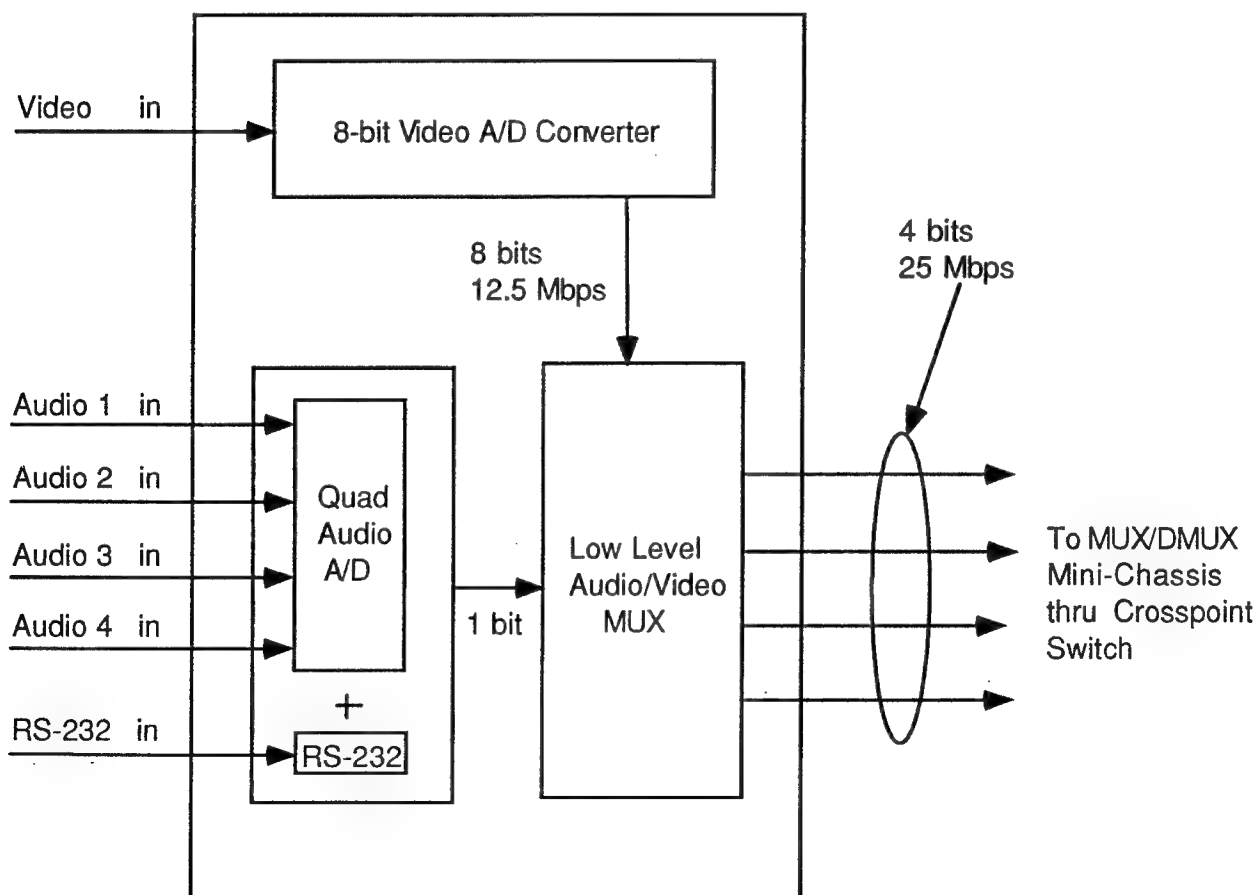 Video in
8-bit Video A/D Converter
8 bits
12.5 Mbps
4 bits
25 Mbps
Audio 1 in
Audio 2 in
Audio 3 in
Audio 4 in
RS-232 in
Quad
Audio
A/D
+
RS-232
1 bit
Low Level
Audio/Video
MUX
To MUX/DMUX
Mini-Chassis
thru Crosspoint
Switch